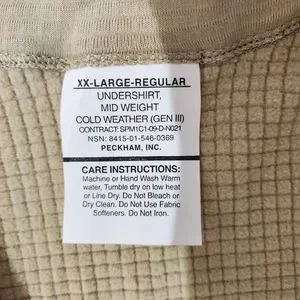 XX-LARGE-REGULAR
UNDERSHIRT,
MID WEIGHT
COLD WEATHER (GEN III)
CONTRACT: SPM1C1-09-D-N021
NSN: 8415-01-546-0369
PECKHAM, INC.
CARE INSTRUCTIONS:
Machine or Hand Wash Warm
water, Tumble dry on low heat
or Line Dry. Do Not Bleach or
Dry Clean. Do Not Use Fabric
Softeners. Do Not Iron.